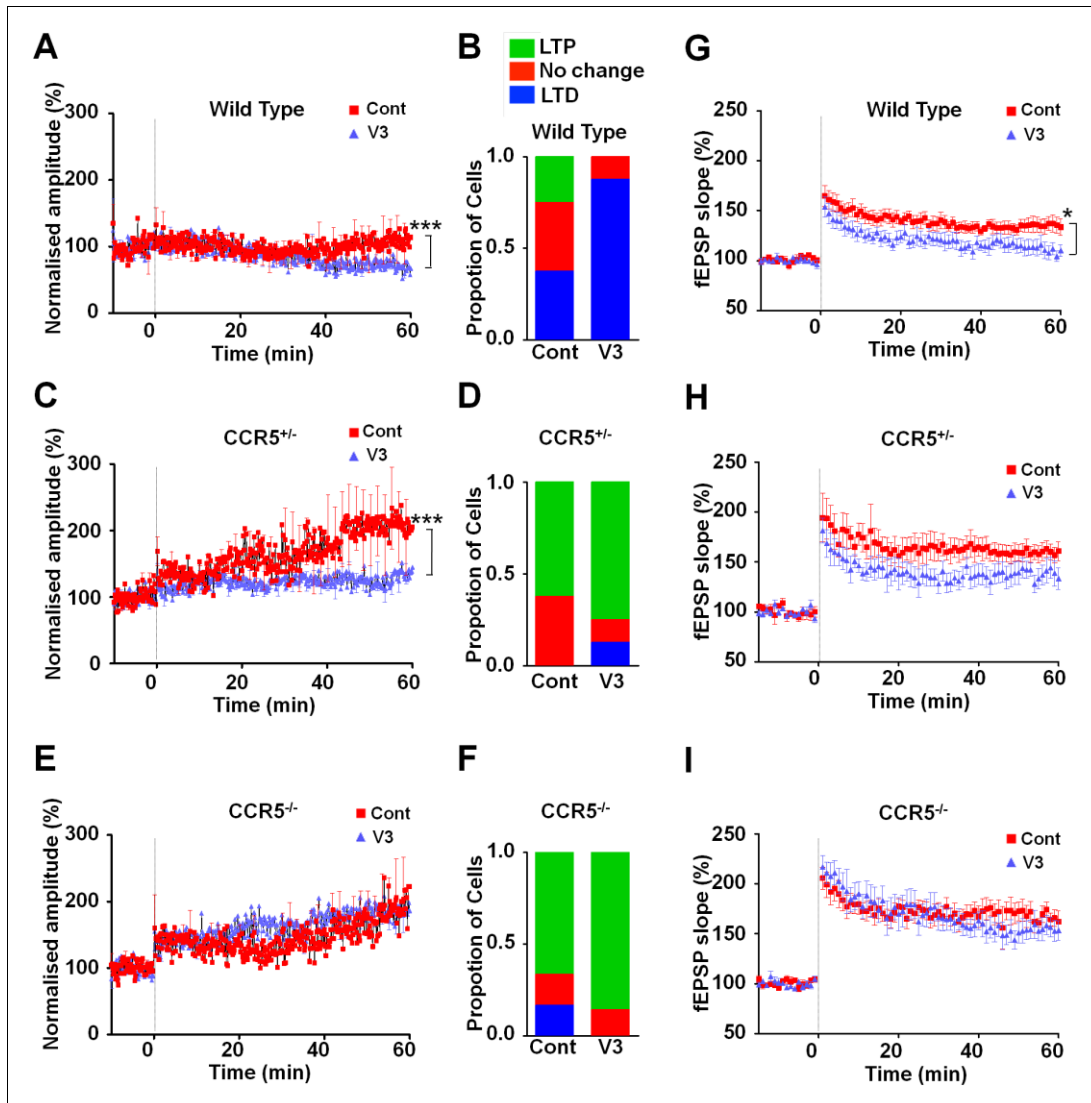 A
Wild Type
Cont
V3
Normalised amplitude (%)
300
200
100
0
***
0 20 40 60
Time (min)
B
LTP
No change
LTD
Wild Type
Propotion of Cells
1.0
0.5
0.0
Cont V3
G
Wild Type
Cont
V3
fEPSP slope (%)
250
200
150
100
50
*
0 20 40 60
Time (min)
C
CCR5+/-
Cont
V3
Normalised amplitude (%)
300
200
100
0
***
0 20 40 60
Time (min)
D
CCR5+/-
Propotion of Cells
1.0
0.5
0.0
Cont V3
H
CCR5+/-
Cont
V3
fEPSP slope (%)
250
200
150
100
50
0 20 40 60
Time (min)
E
CCR5-/-
Cont
V3
Normalised amplitude (%)
300
200
100
0
0 20 40 60
Time (min)
F
CCR5-/-
Propotion of Cells
1.0
0.5
0.0
Cont V3
I
CCR5-/-
Cont
V3
fEPSP slope (%)
250
200
150
100
50
0 20 40 60
Time (min)